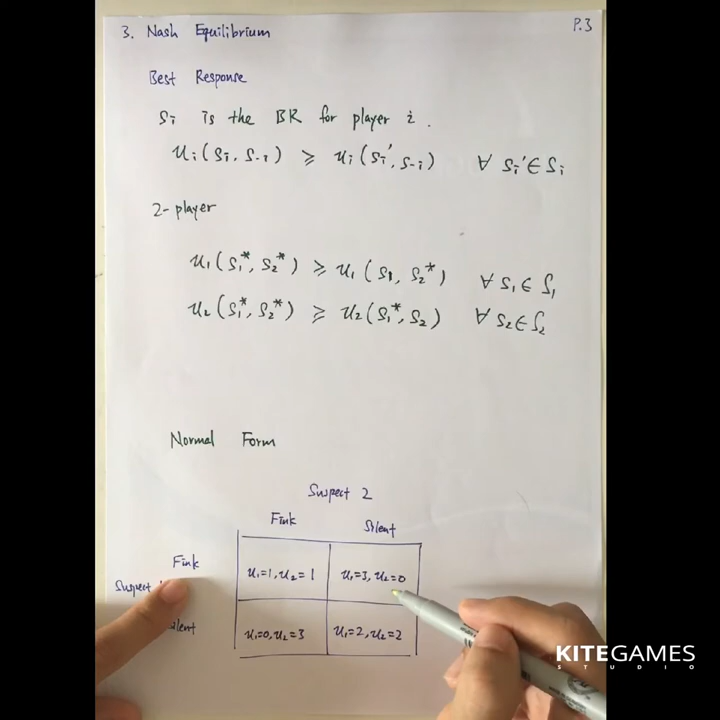 3. Nash Equilibrium P.3
Best Response
Si is the BR for player i.
ui(si, s-i) ≥ ui(si', s-i) ∀ si' ∈ Si
2-player
u1(s1*, s2*) ≥ u1(s1, s2*) ∀ s1 ∈ S1
u2(s1*, s2*) ≥ u2(s1*, s2) ∀ s2 ∈ S2
Normal Form
Suspect 2
Fink Silent
Fink u1=1, u2=1 u1=3, u2=0
Suspect
u1=0, u2=3 u1=2, u2=2
KITEGAMES
STUDIO